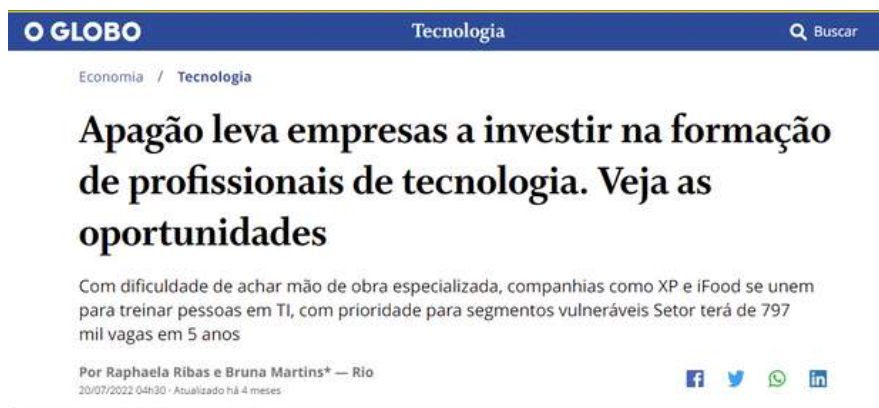 O GLOBO Tecnologia Buscar
Economia / Tecnologia
Apagão leva empresas a investir na formação
de profissionais de tecnologia. Veja as
oportunidades
Com dificuldade de achar mão de obra especializada, companhias como XP e iFood se unem
para treinar pessoas em TI, com prioridade para segmentos vulneráveis Setor terá de 797
mil vagas em 5 anos
Por Raphaela Ribas e Bruna Martins* — Rio
20/07/2022 04h30 · Atualizado há 4 meses